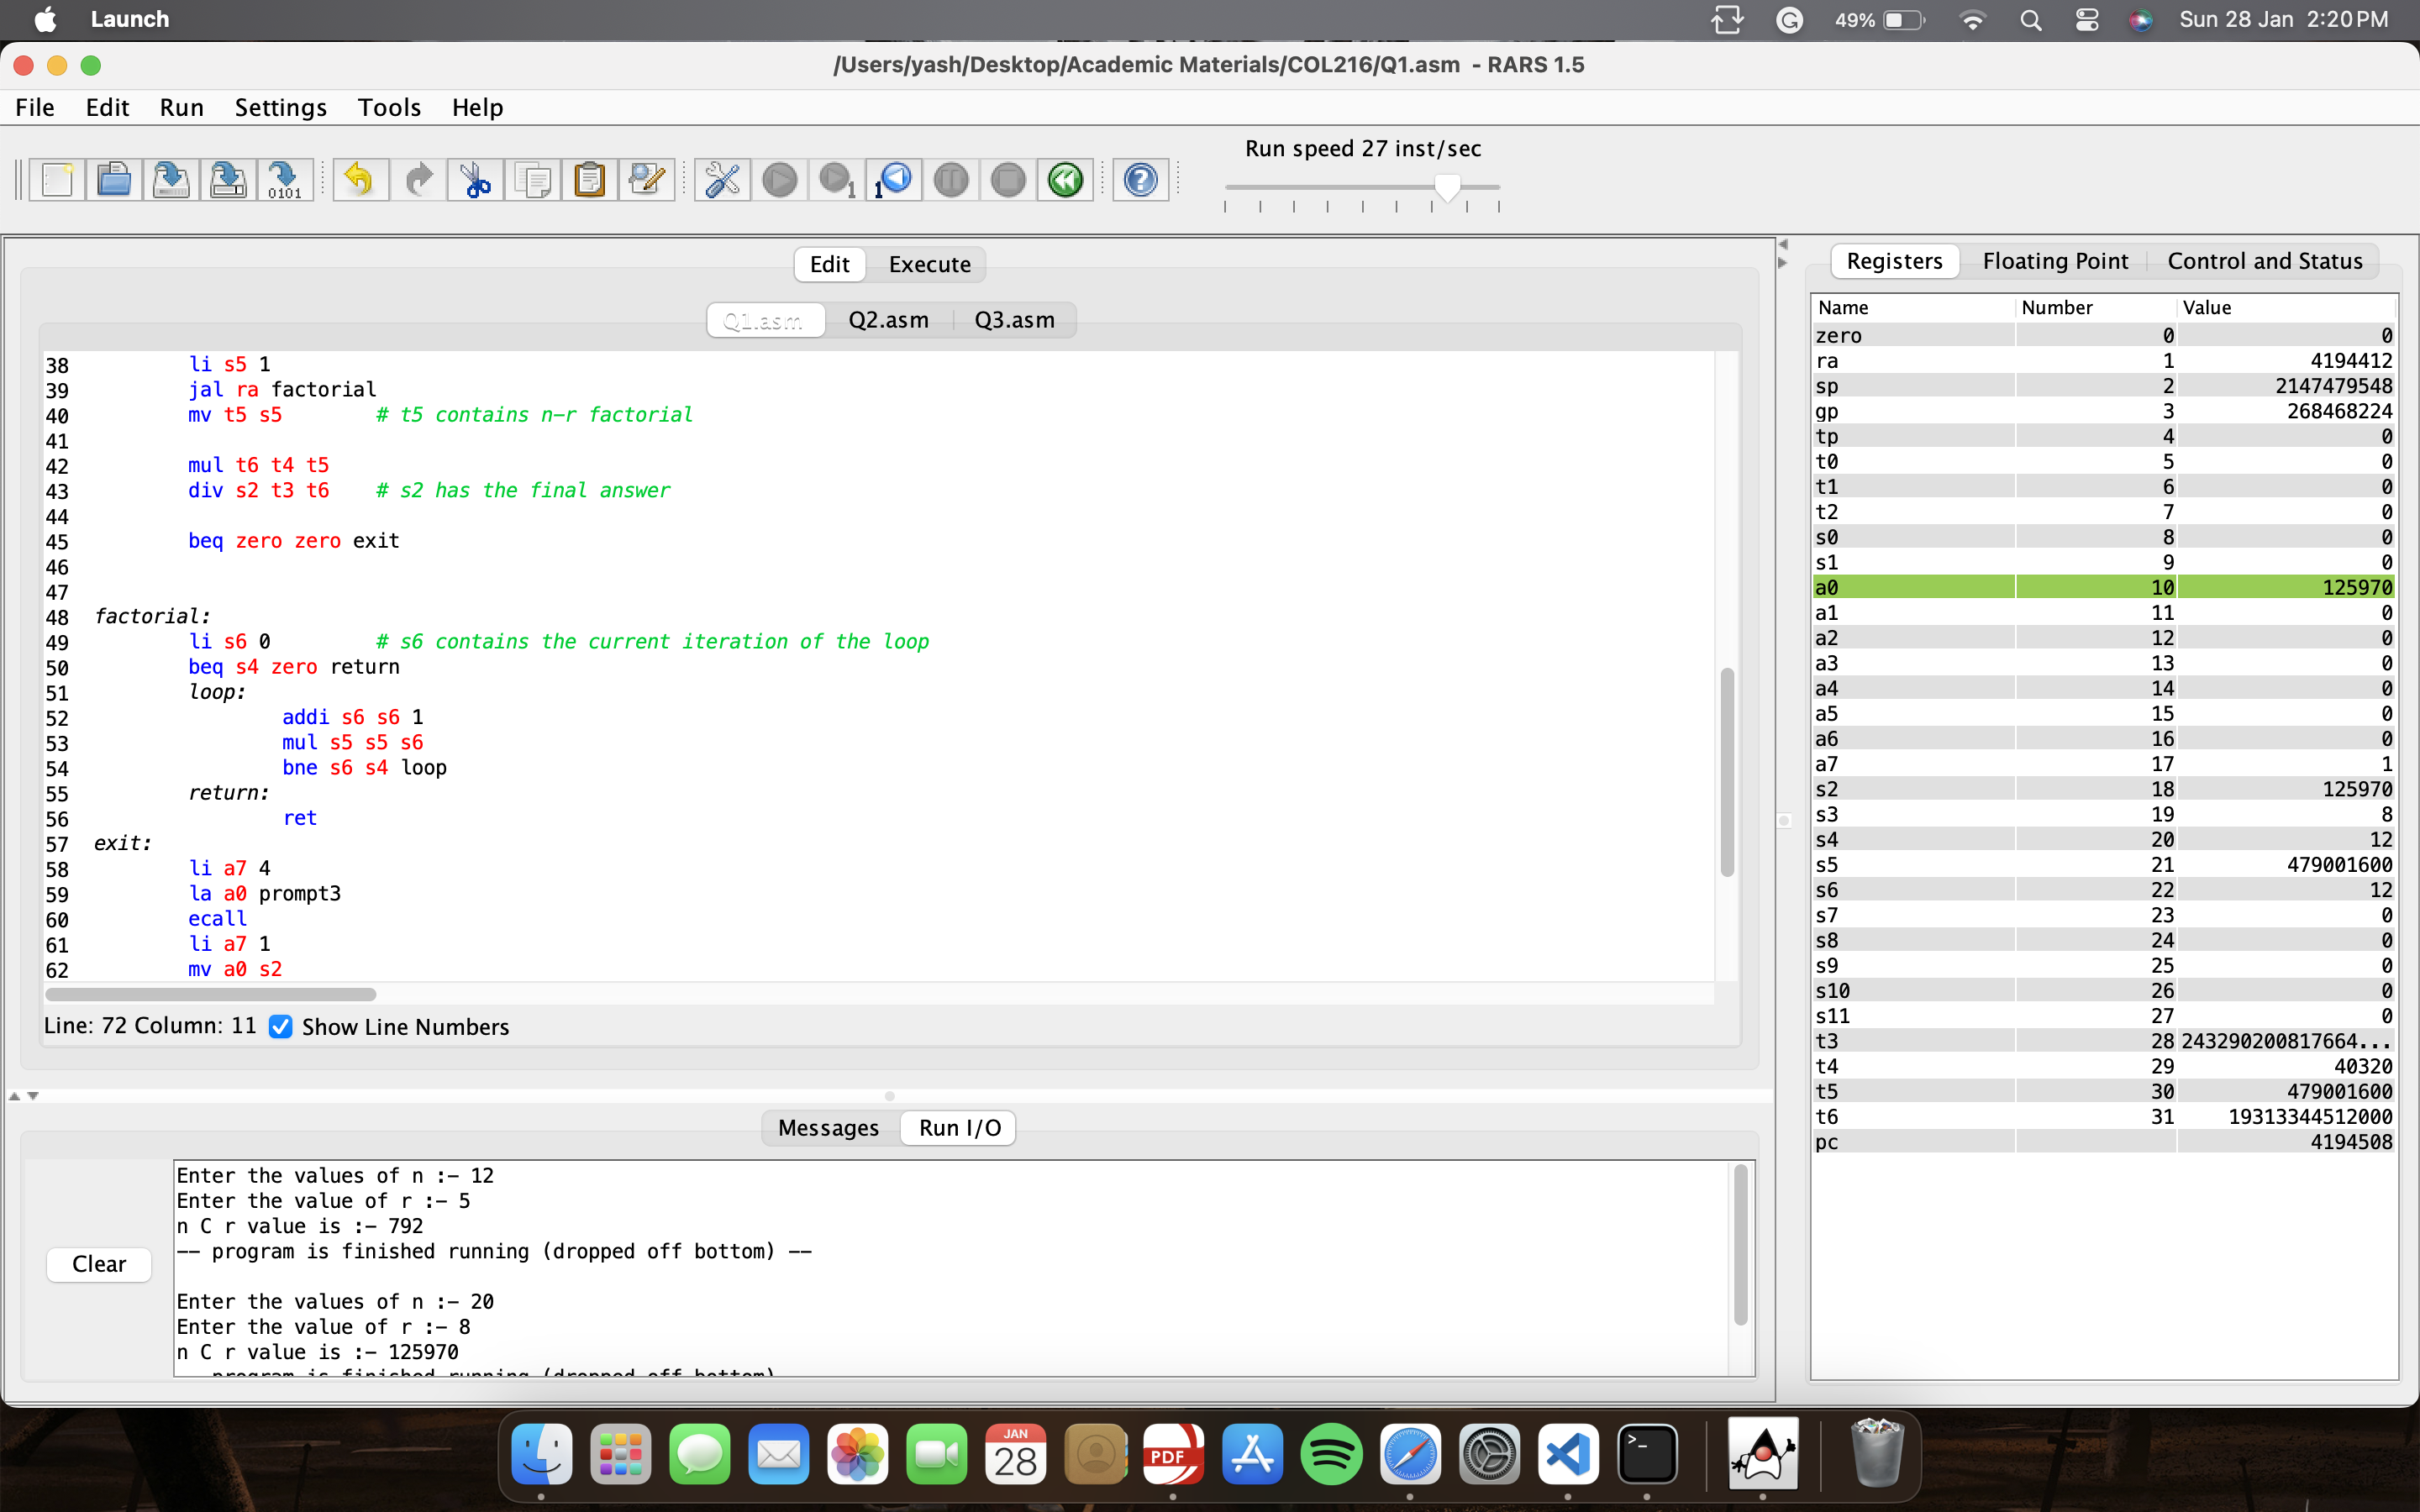 Launch
49%
Sun 28 Jan 2:20 PM
/Users/yash/Desktop/Academic Materials/COL216/Q1.asm - RARS 1.5
File Edit Run Settings Tools Help
Run speed 27 inst/sec
0101
1
1
Edit Execute
Q1.asm Q2.asm Q3.asm
38 li s5 1
39 jal ra factorial
40 mv t5 s5 # t5 contains n-r factorial
41
42 mul t6 t4 t5
43 div s2 t3 t6 # s2 has the final answer
44
45 beq zero zero exit
46
47
48 factorial:
49 li s6 0 # s6 contains the current iteration of the loop
50 beq s4 zero return
51 loop:
52 addi s6 s6 1
53 mul s5 s5 s6
54 bne s6 s4 loop
55 return:
56 ret
57 exit:
58 li a7 4
59 la a0 prompt3
60 ecall
61 li a7 1
62 mv a0 s2
Line: 72 Column: 11 Show Line Numbers
Messages Run I/O
Clear
Enter the values of n :- 12
Enter the value of r :- 5
n C r value is :- 792
-- program is finished running (dropped off bottom) --
Enter the values of n :- 20
Enter the value of r :- 8
n C r value is :- 125970
program is finished running (dropped off bottom)
Registers Floating Point Control and Status
Name Number Value
zero 0 0
ra 1 4194412
sp 2 2147479548
gp 3 268468224
tp 4 0
t0 5 0
t1 6 0
t2 7 0
s0 8 0
s1 9 0
a0 10 125970
a1 11 0
a2 12 0
a3 13 0
a4 14 0
a5 15 0
a6 16 0
a7 17 1
s2 18 125970
s3 19 8
s4 20 12
s5 21 479001600
s6 22 12
s7 23 0
s8 24 0
s9 25 0
s10 26 0
s11 27 0
t3 28 243290200817664...
t4 29 40320
t5 30 479001600
t6 31 19313344512000
pc 4194508
JAN
28
PDF